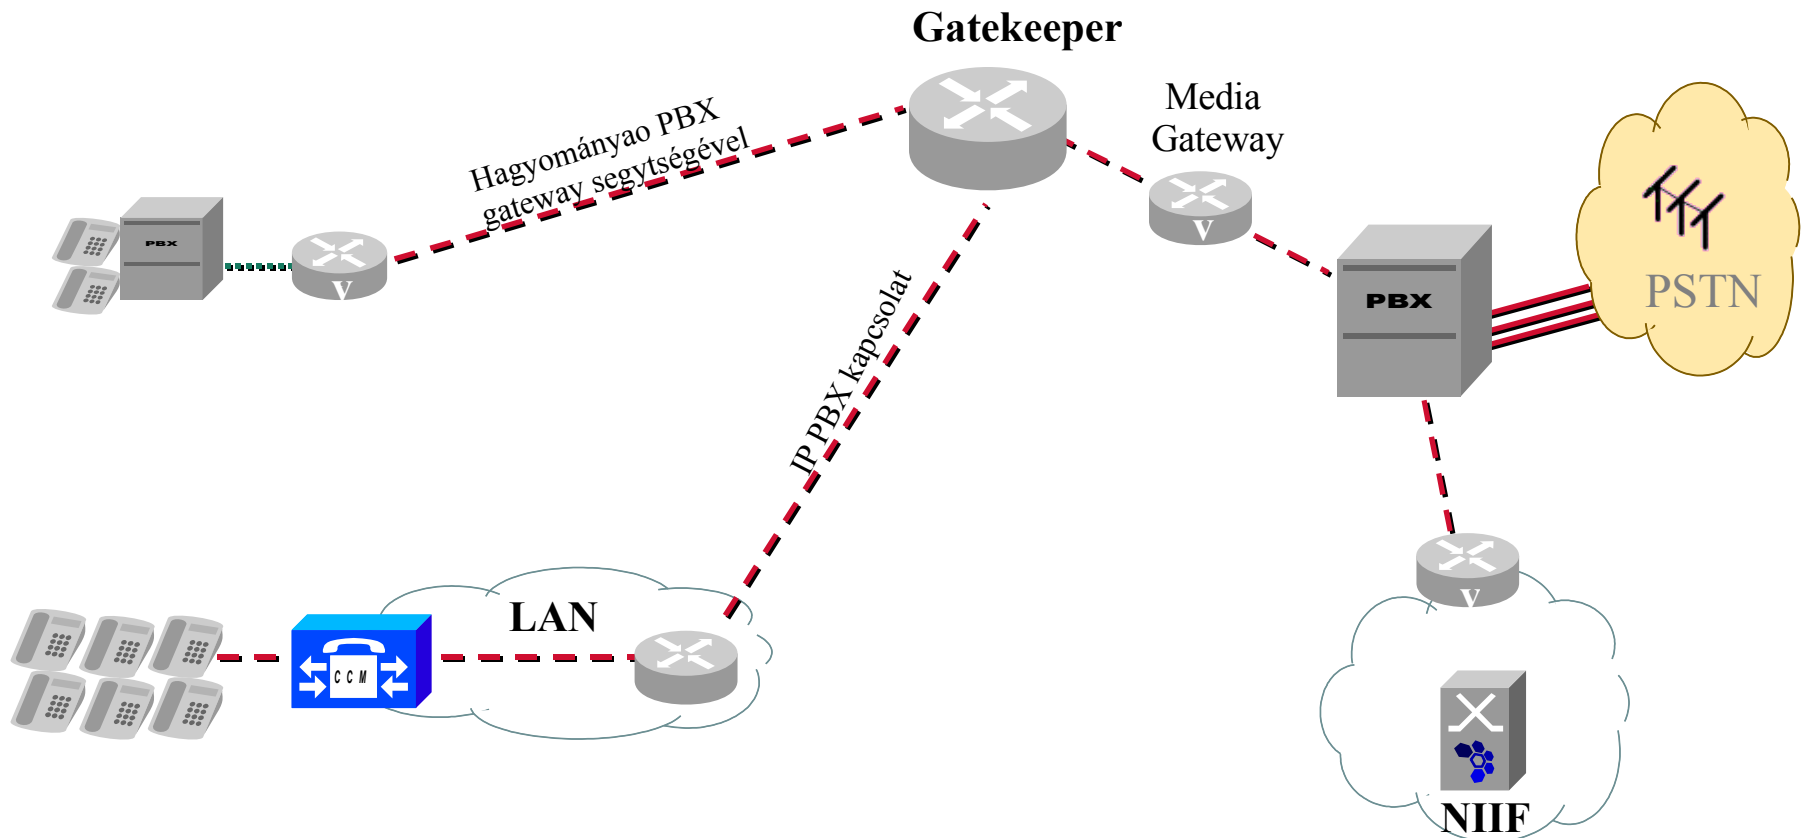 Gatekeeper
Media
Gateway
Hagyományao PBX
gateway segytségével
PBX
V
V
PBX
PSTN
IP PBX kapcsolat
LAN
CCM
V
NIIF